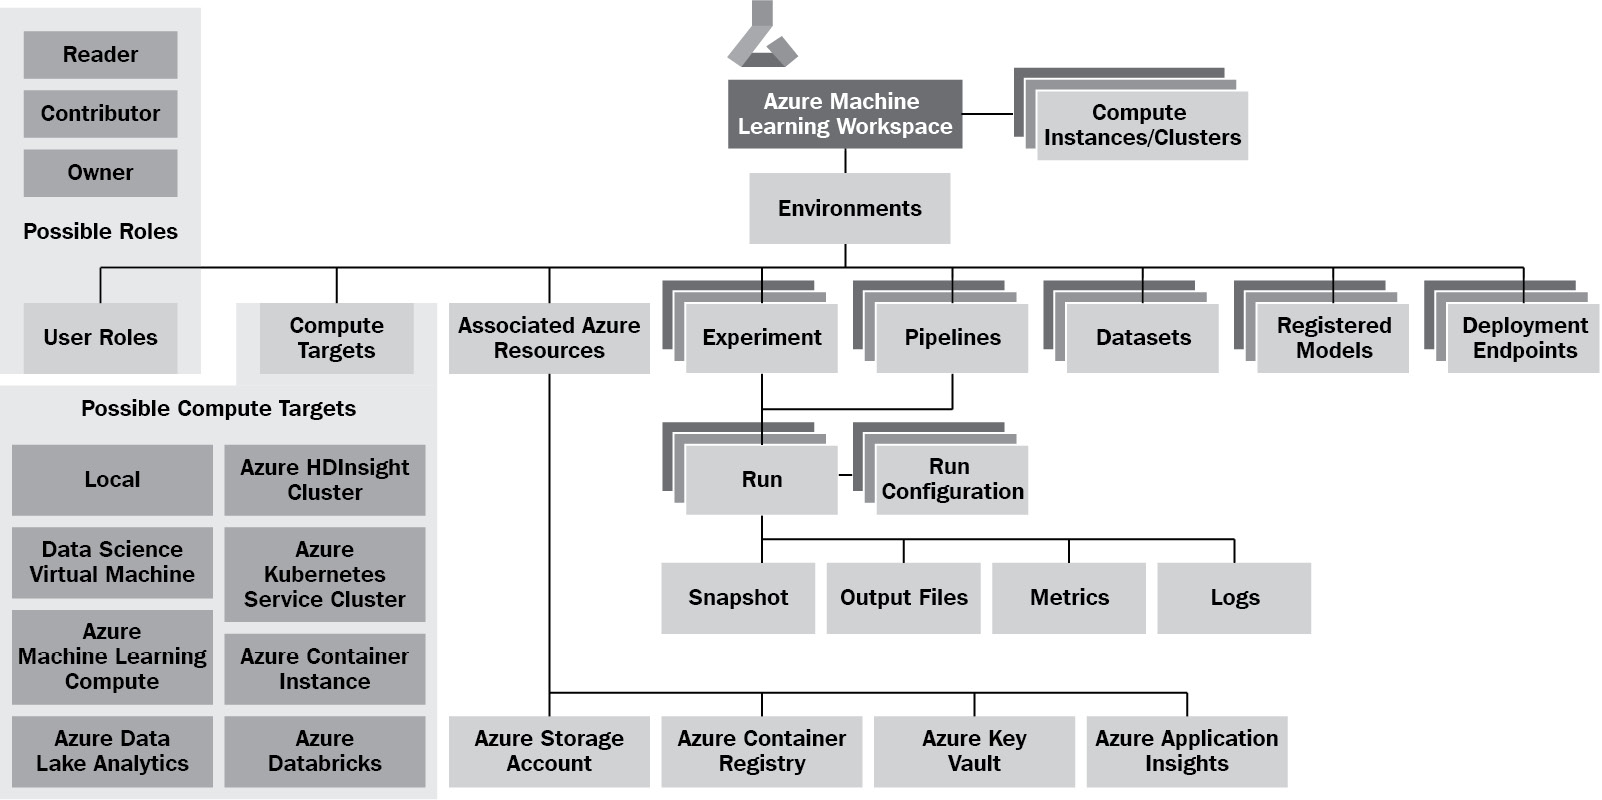 Reader
Contributor
Owner
Possible Roles
Azure Machine
Learning Workspace
Compute
Instances/Clusters
Environments
User Roles
Compute
Targets
Associated Azure
Resources
Experiment
Pipelines
Datasets
Registered
Models
Deployment
Endpoints
Possible Compute Targets
Local
Azure HDInsight
Cluster
Data Science
Virtual Machine
Azure
Kubernetes
Service Cluster
Azure
Machine Learning
Compute
Azure Container
Instance
Azure Data
Lake Analytics
Azure
Databricks
Run
Run
Configuration
Snapshot
Output Files
Metrics
Logs
Azure Storage
Account
Azure Container
Registry
Azure Key
Vault
Azure Application
Insights